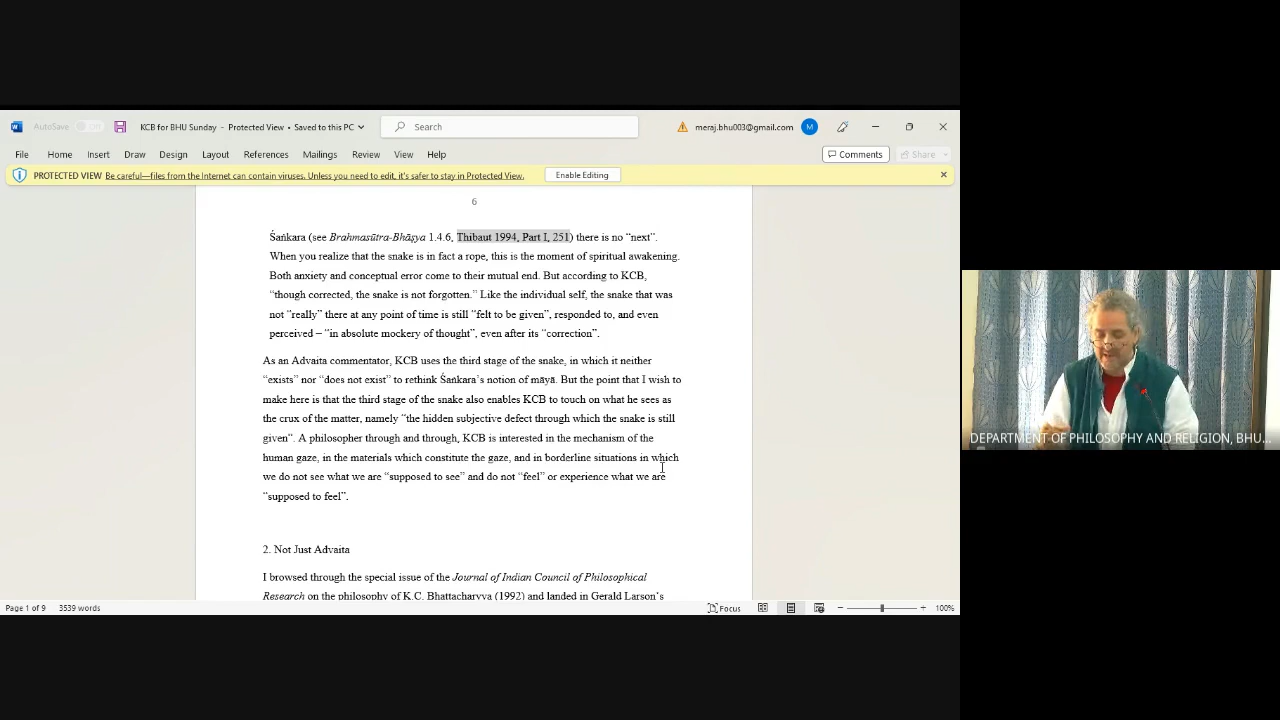 AutoSave
KCB for BHU Sunday - Protected View • Saved to this PC
Search
meraj.bhu003@gmail.com
M
File Home Insert Draw Design Layout References Mailings Review View Help
Comments
Share
PROTECTED VIEW Be careful—files from the Internet can contain viruses. Unless you need to edit, it's safer to stay in Protected View.
Enable Editing
6
Śaṅkara (see Brahmasūtra-Bhāṣya 1.4.6, Thibaut 1994, Part I, 251) there is no “next”.
When you realize that the snake is in fact a rope, this is the moment of spiritual awakening.
Both anxiety and conceptual error come to their mutual end. But according to KCB,
“though corrected, the snake is not forgotten.” Like the individual self, the snake that was
not “really” there at any point of time is still “felt to be given”, responded to, and even
perceived – “in absolute mockery of thought”, even after its “correction”.
As an Advaita commentator, KCB uses the third stage of the snake, in which it neither
“exists” nor “does not exist” to rethink Śaṅkara’s notion of māyā. But the point that I wish to
make here is that the third stage of the snake also enables KCB to touch on what he sees as
the crux of the matter, namely “the hidden subjective defect through which the snake is still
given”. A philosopher through and through, KCB is interested in the mechanism of the
human gaze, in the materials which constitute the gaze, and in borderline situations in which
we do not see what we are “supposed to see” and do not “feel” or experience what we are
“supposed to feel”.
2. Not Just Advaita
I browsed through the special issue of the Journal of Indian Council of Philosophical
Research on the philosophy of K.C. Bhattacharyya (1992) and landed in Gerald Larson’s
Page 1 of 9 3539 words
Focus
100%
DEPARTMENT OF PHILOSOPHY AND RELIGION, BHU...